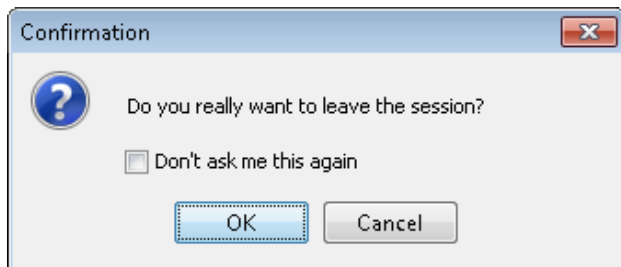 Confirmation
Do you really want to leave the session?
Don't ask me this again
OK Cancel